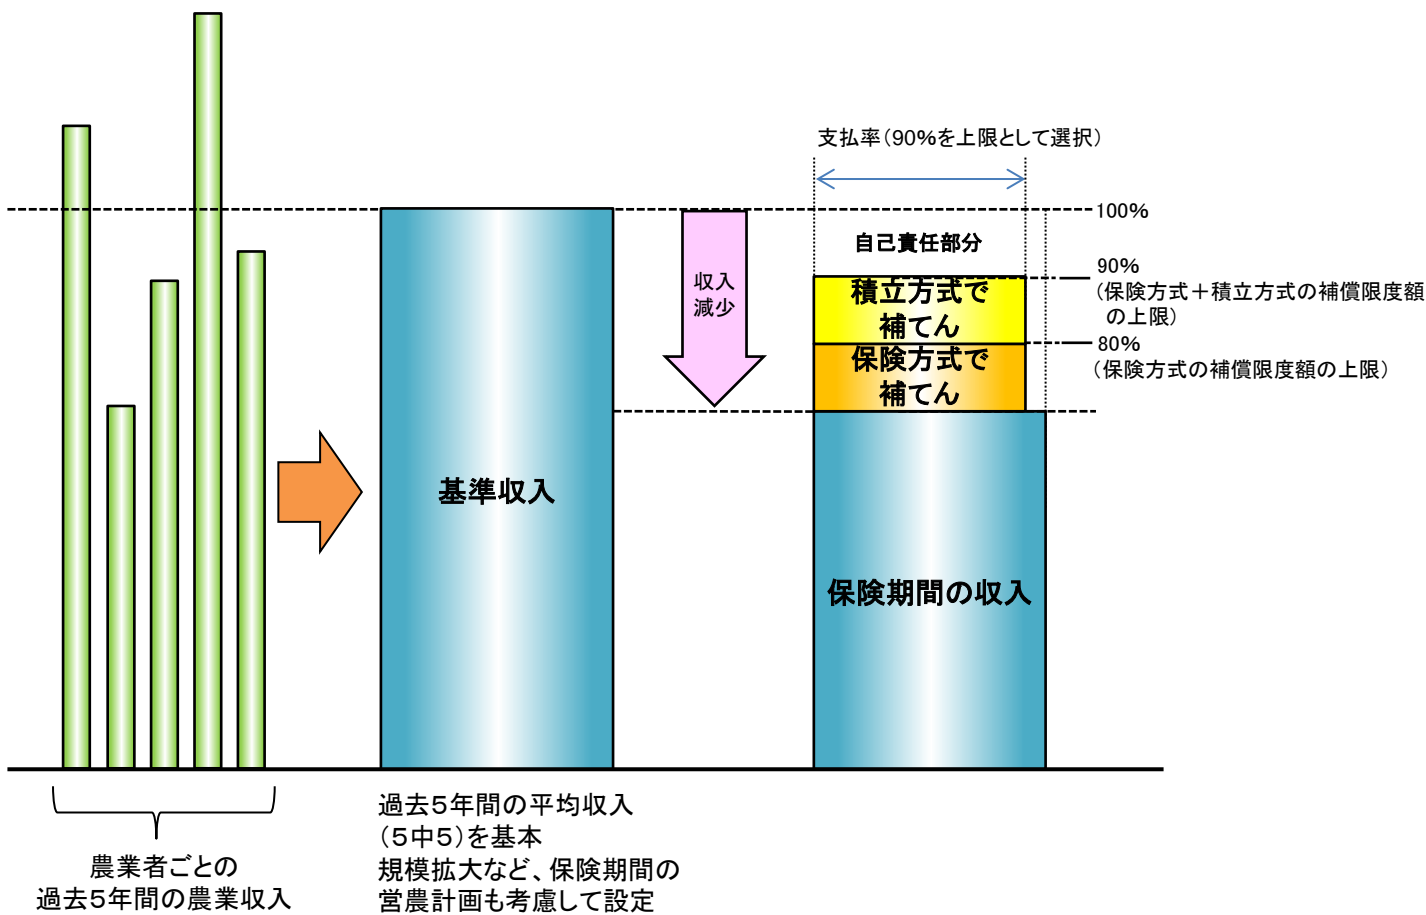 支払率（90％を上限として選択）
100％
自己責任部分
収入
減少
90％
（保険方式＋積立方式の補償限度額
の上限）
積立方式で
補てん
80％
（保険方式の補償限度額の上限）
保険方式で
補てん
基準収入
保険期間の収入
農業者ごとの
過去５年間の農業収入
過去５年間の平均収入
（５中５）を基本
規模拡大など、保険期間の
営農計画も考慮して設定